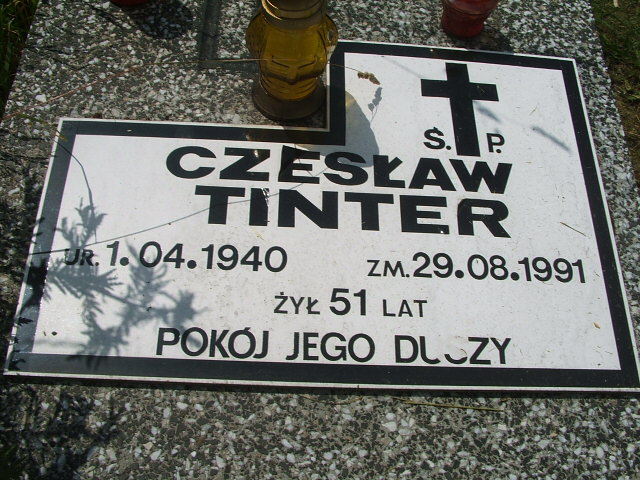 Ś. P.
CZESŁAW
TINTER
UR. 1.04.1940 ZM. 29.08.1991
ŻYŁ 51 LAT
POKÓJ JEGO DUSZY